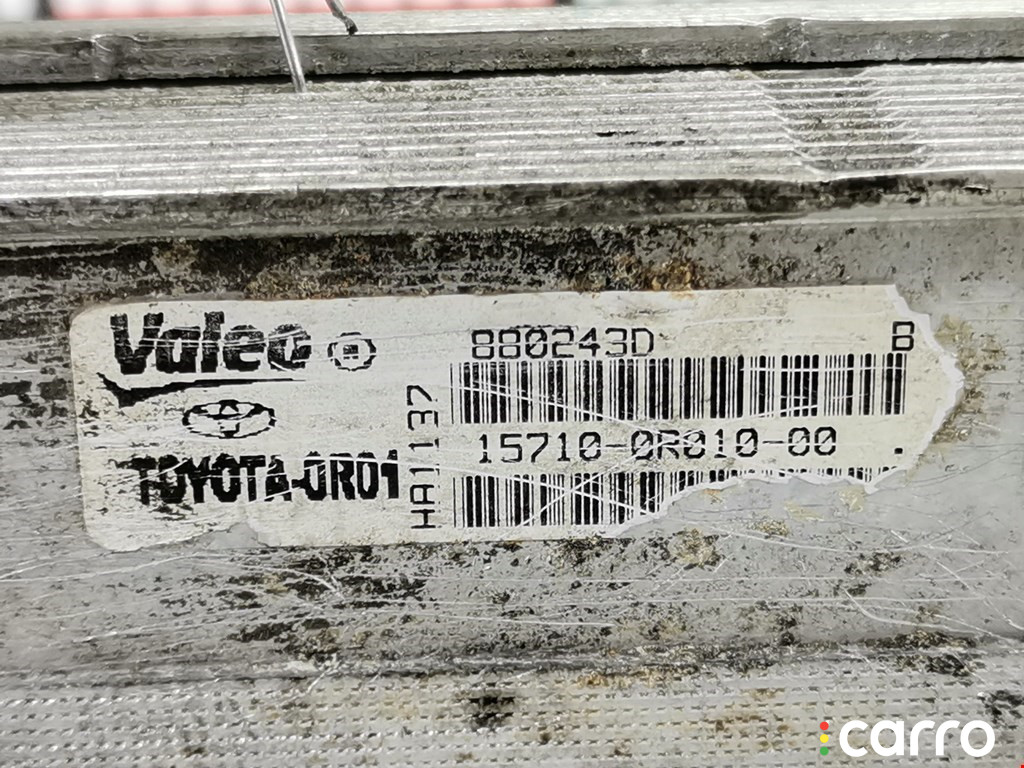 Valeo
880243D B
HA1137
15710-0R010-00 .
TOYOTA-0R01
carro